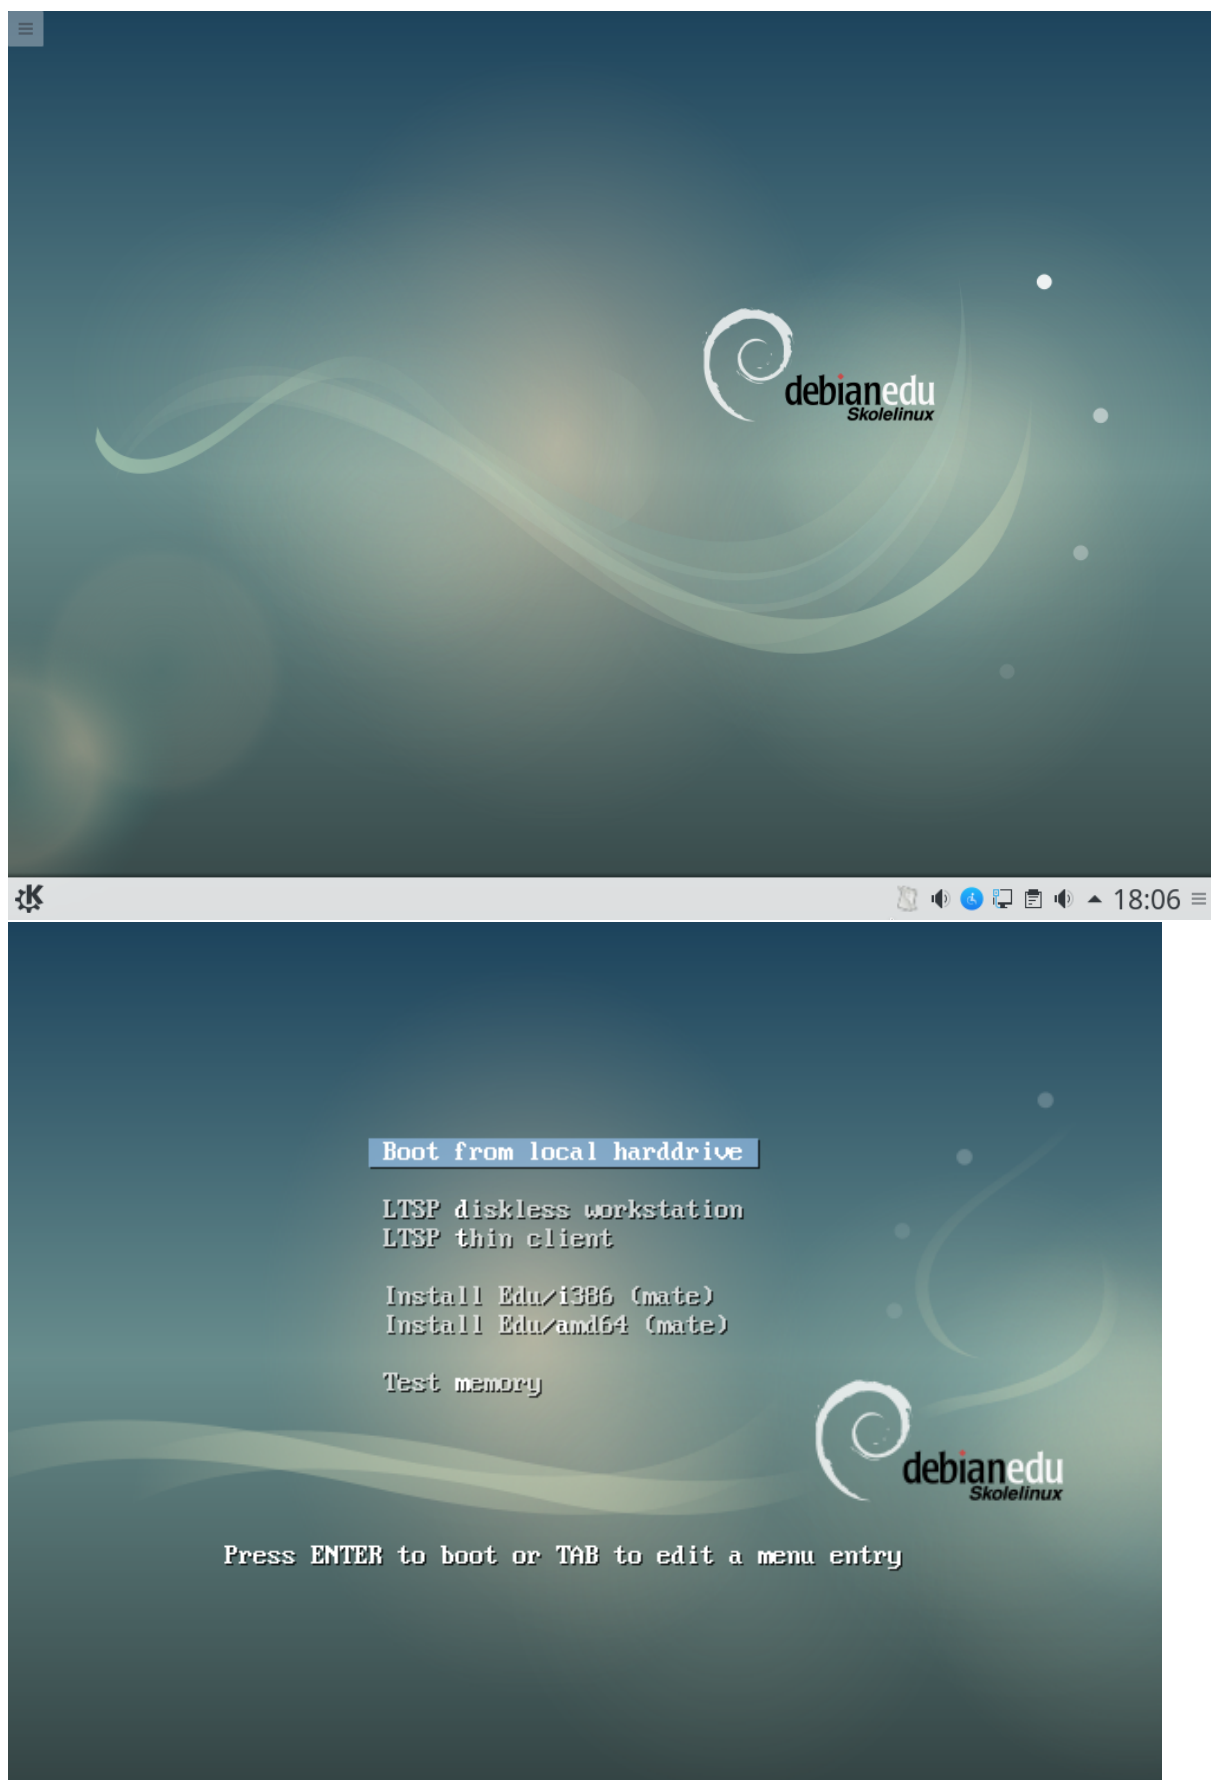 debianedu
Skolelinux
18:06
Boot from local harddrive
LTSP diskless workstation
LTSP thin client
Install Edu/i386 (mate)
Install Edu/amd64 (mate)
Test memory
debianedu
Skolelinux
Press ENTER to boot or TAB to edit a menu entry